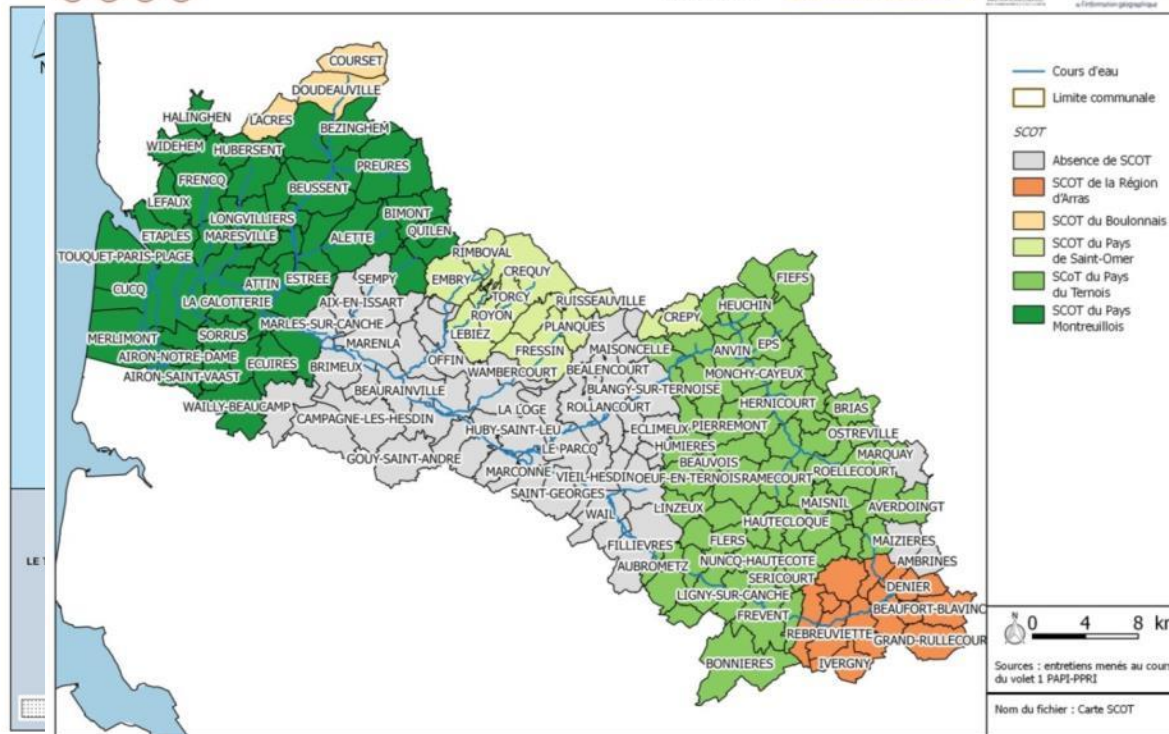 à l'information géographique
COURSET
DOUDEAUVILLE
HALINGHEN
LACRES
BEZINGHEM
WIDEHEM
HUBERSENT
PREURES
FRENCQ
BEUSSENT
LEFAUX
BIMONT
LONGVILLIERS
QUILEN
ETAPLES
MARESVILLE
ALETTE
RIMBOVAL
TOUQUET-PARIS-PLAGE
SEMPY
EMBRY
CREQUY
FIEFS
ATTIN
ESTREE
CUCQ
TORCY
RUISSEAUVILLE
HEUCHIN
LA CALOTTERIE
AIX-EN-ISSART
ROYON
CREPY
MARLES-SUR-CANCHE
PLANQUES
MERLIMONT
SORRUS
LEBIEZ
EPS
MARENLA
FRESSIN
MAISONCELLE
ANVIN
AIRON-NOTRE-DAME
ECUIRES
OFFIN
BRIMEUX
WAMBERCOURT
BEALENCOURT
MONCHY-CAYEUX
AIRON-SAINT-VAAST
BEAURAINVILLE
BLANGY-SUR-TERNOISE
WAILLY-BEAUCAMP
LA LOGE
ROLLANCOURT
HERNICOURT
BRIAS
CAMPAGNE-LES-HESDIN
HUBY-SAINT-LEU
ECLIMEUX
PIERREMONT
OSTREVILLE
LE PARCQ
HUMIERES
MARQUAY
GOUY-SAINT-ANDRE
BEAUVOIS
MARCONNE
VIEIL-HESDIN
OEUF-EN-TERNOIS
RAMECOURT
ROELLECOURT
SAINT-GEORGES
MAISNIL
WAIL
LINZEUX
AVERDOINGT
HAUTECLOQUE
FILLIEVRES
FLERS
MAIZIERES
AUBROMETZ
NUNCQ-HAUTECOTE
AMBRINES
SERICOURT
DENIER
LIGNY-SUR-CANCHE
BEAUFORT-BLAVINC
FREVENT
REBREUVIETTE
GRAND-RULLECOUR
BONNIERES
IVERGNY
LE
Cours d'eau
Limite communale
SCOT
Absence de SCOT
SCOT de la Région
d'Arras
SCOT du Boulonnais
SCOT du Pays
de Saint-Omer
SCoT du Pays
du Ternois
SCOT du Pays
Montreuillois
N
0 4 8 km
Sources : entretiens menés au cours
du volet 1 PAPI-PPRI
Nom du fichier : Carte SCOT